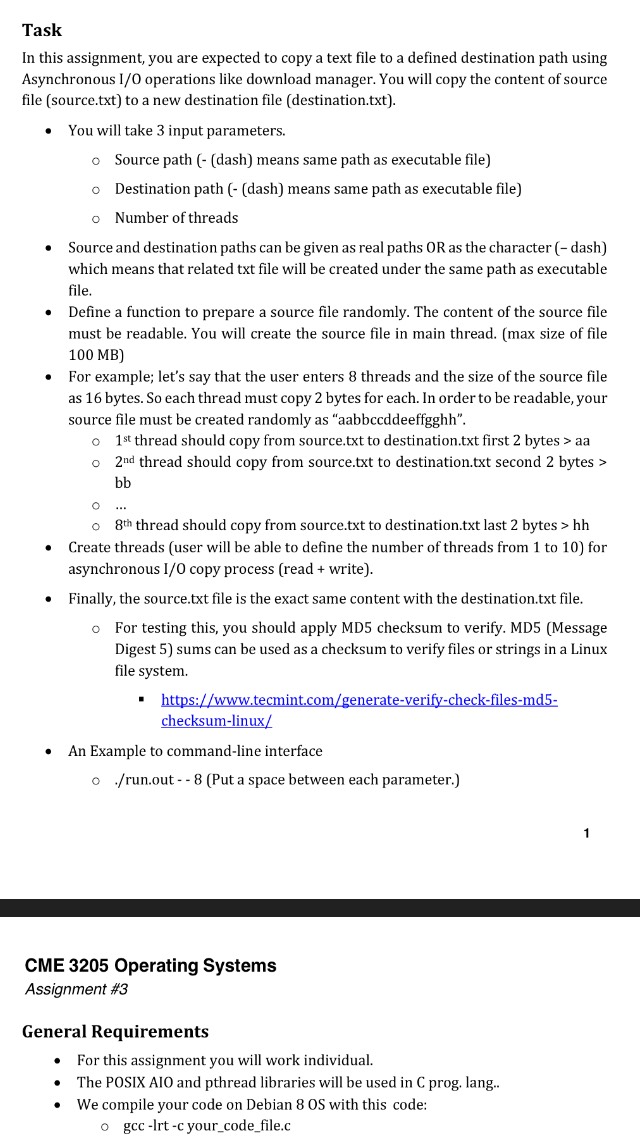 Task
In this assignment, you are expected to copy a text file to a defined destination path using
Asynchronous I/O operations like download manager. You will copy the content of source
file (source.txt) to a new destination file (destination.txt).
• You will take 3 input parameters.
o Source path (- (dash) means same path as executable file)
o Destination path (- (dash) means same path as executable file)
o Number of threads
• Source and destination paths can be given as real paths OR as the character (– dash)
which means that related txt file will be created under the same path as executable
file.
• Define a function to prepare a source file randomly. The content of the source file
must be readable. You will create the source file in main thread. (max size of file
100 MB)
• For example; let's say that the user enters 8 threads and the size of the source file
as 16 bytes. So each thread must copy 2 bytes for each. In order to be readable, your
source file must be created randomly as “aabbccddeeffgghh”.
o 1st thread should copy from source.txt to destination.txt first 2 bytes > aa
o 2nd thread should copy from source.txt to destination.txt second 2 bytes >
bb
o ...
o 8th thread should copy from source.txt to destination.txt last 2 bytes > hh
• Create threads (user will be able to define the number of threads from 1 to 10) for
asynchronous I/O copy process (read + write).
• Finally, the source.txt file is the exact same content with the destination.txt file.
o For testing this, you should apply MD5 checksum to verify. MD5 (Message
Digest 5) sums can be used as a checksum to verify files or strings in a Linux
file system.
▪ https://www.tecmint.com/generate-verify-check-files-md5-
checksum-linux/
• An Example to command-line interface
o ./run.out - - 8 (Put a space between each parameter.)
1
CME 3205 Operating Systems
Assignment #3
General Requirements
• For this assignment you will work individual.
• The POSIX AIO and pthread libraries will be used in C prog. lang..
• We compile your code on Debian 8 OS with this code:
o gcc -lrt -c your_code_file.c